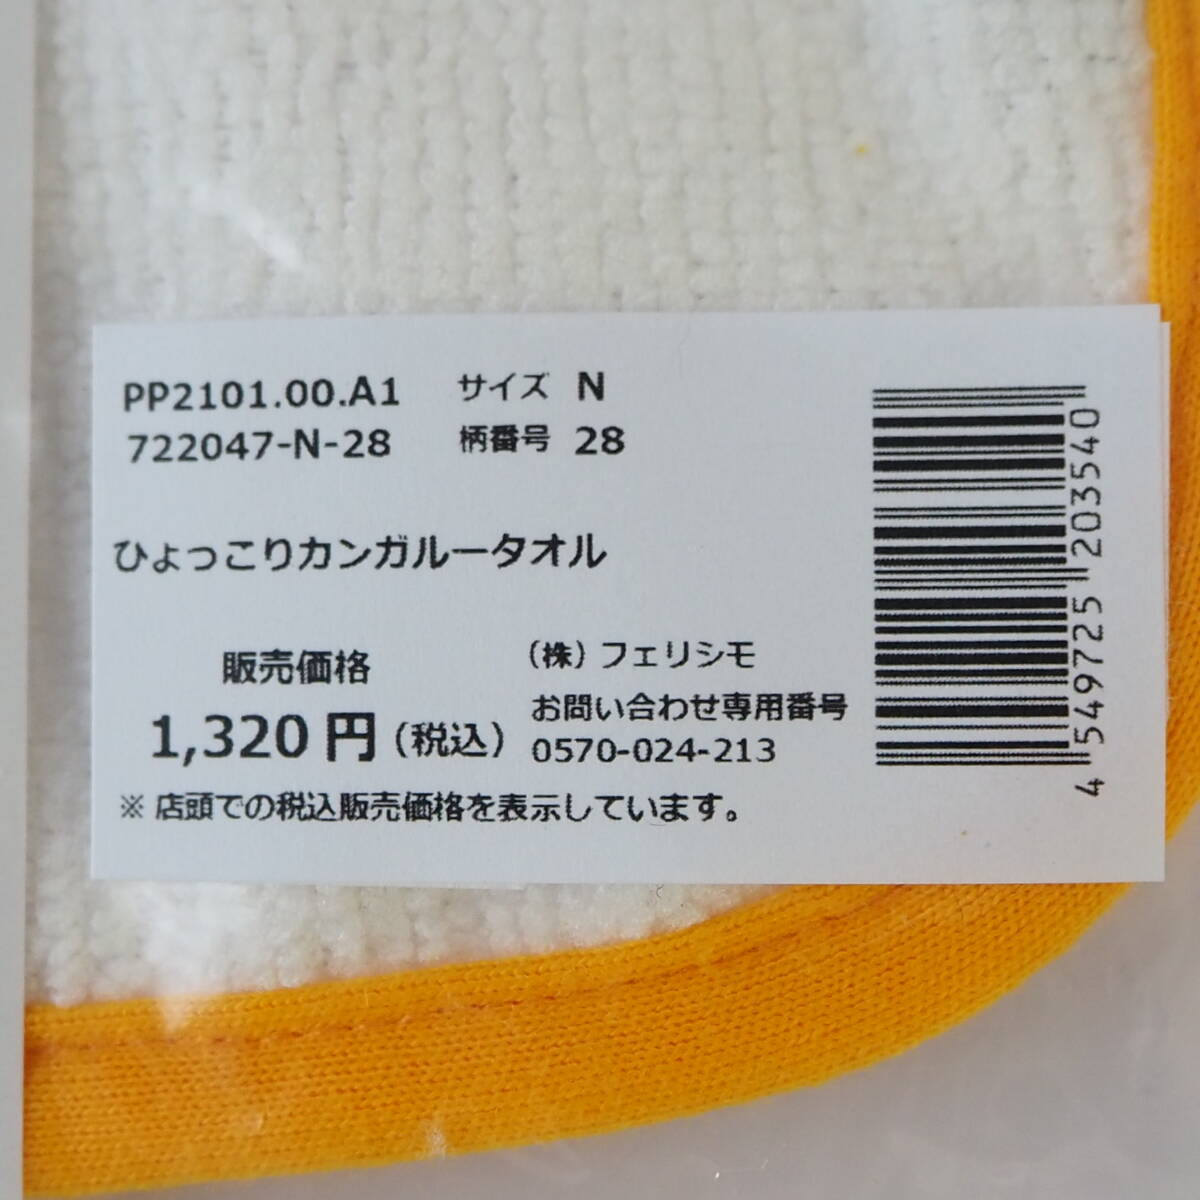 PP2101.00.A1 サイズ N
722047-N-28 柄番号 28
ひょっこりカンガルータオル
販売価格
1,320 円 (税込)
(株) フェリシモ
お問い合わせ専用番号
0570-024-213
※ 店頭での税込販売価格を表示しています。
4 549725 203540